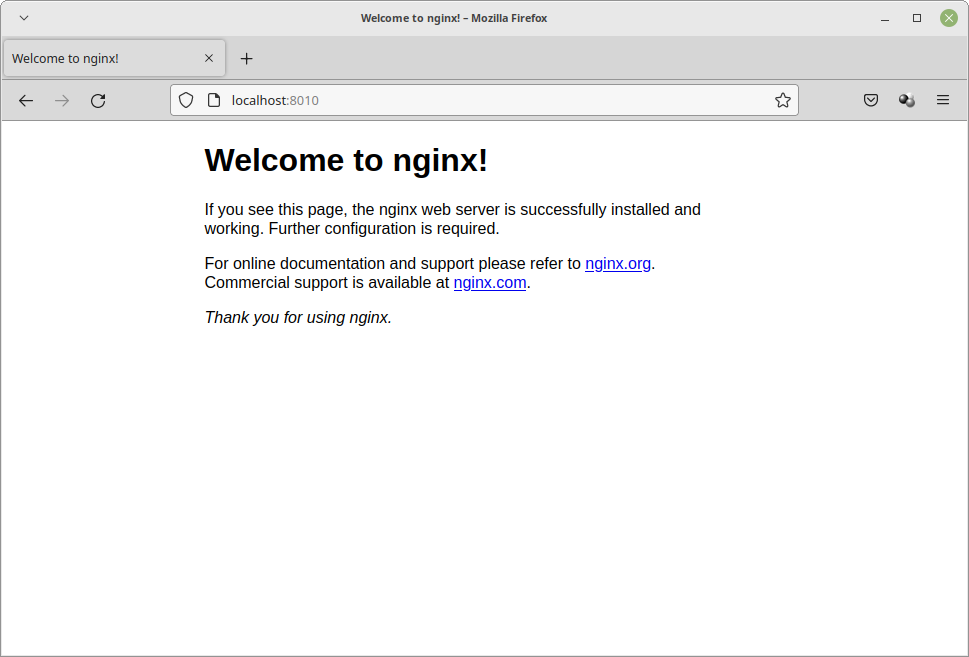 Welcome to nginx! – Mozilla Firefox
Welcome to nginx!
localhost:8010
Welcome to nginx!
If you see this page, the nginx web server is successfully installed and
working. Further configuration is required.
For online documentation and support please refer to nginx.org.
Commercial support is available at nginx.com.
Thank you for using nginx.